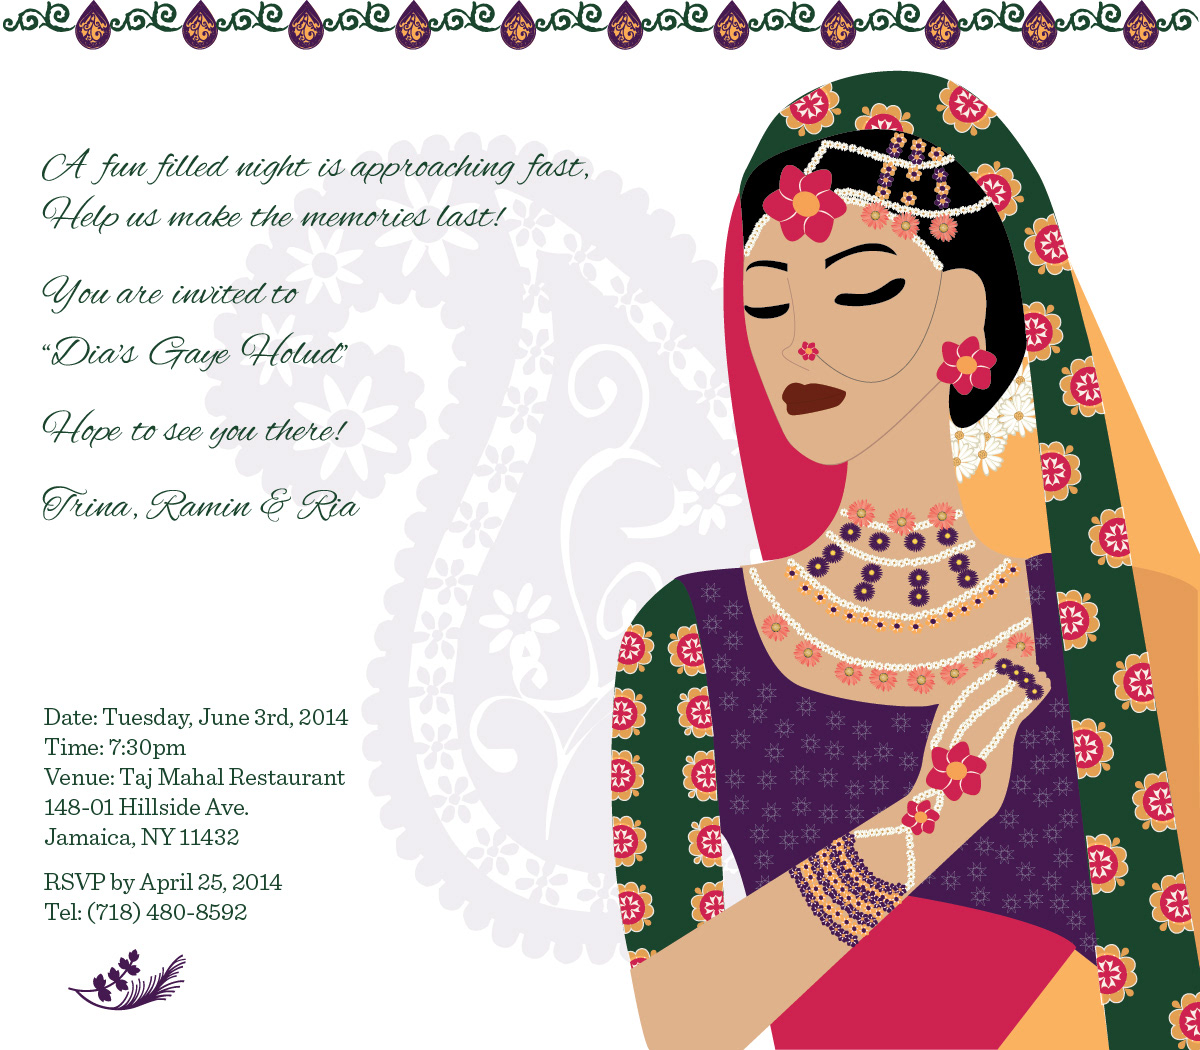 A fun filled night is approaching fast,
Help us make the memories last!
You are invited to
“Dia's Gaye Holud”
Hope to see you there!
Trina, Ramin & Ria
Date: Tuesday, June 3rd, 2014
Time: 7:30pm
Venue: Taj Mahal Restaurant
148-01 Hillside Ave.
Jamaica, NY 11432
RSVP by April 25, 2014
Tel: (718) 480-8592